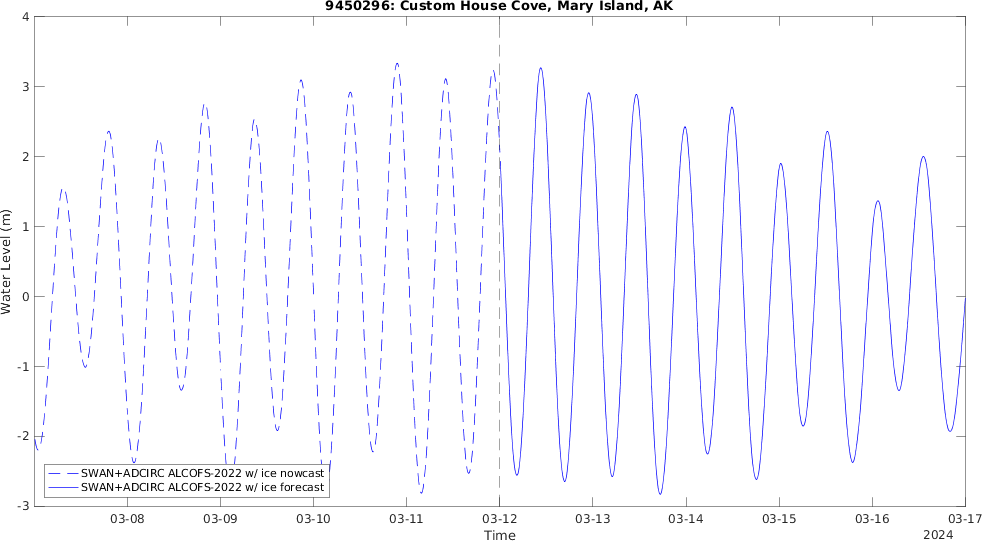 9450296: Custom House Cove, Mary Island, AK
4
3
2
1
0
-1
-2
-3
Water Level (m)
SWAN+ADCIRC ALCOFS-2022 w/ ice nowcast
SWAN+ADCIRC ALCOFS-2022 w/ ice forecast
03-08 03-09 03-10 03-11 03-12 03-13 03-14 03-15 03-16 03-17
Time
2024